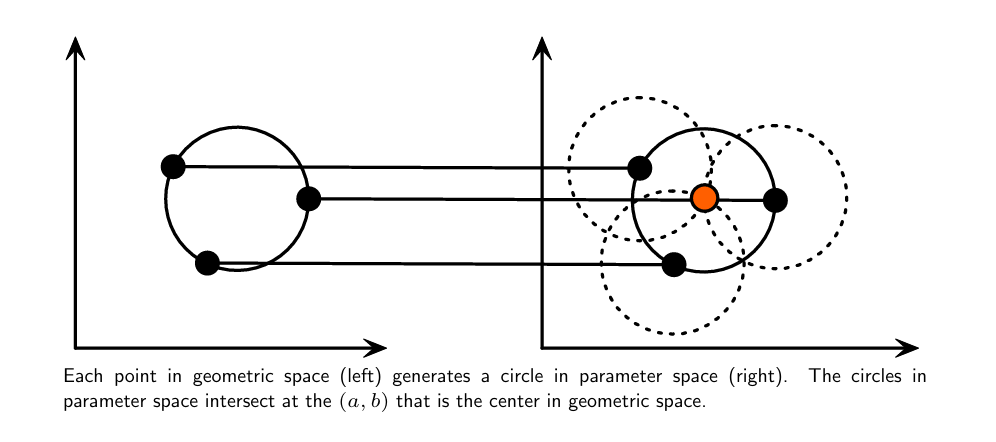 Each point in geometric space (left) generates a circle in parameter space (right). The circles in
parameter space intersect at the (a, b) that is the center in geometric space.